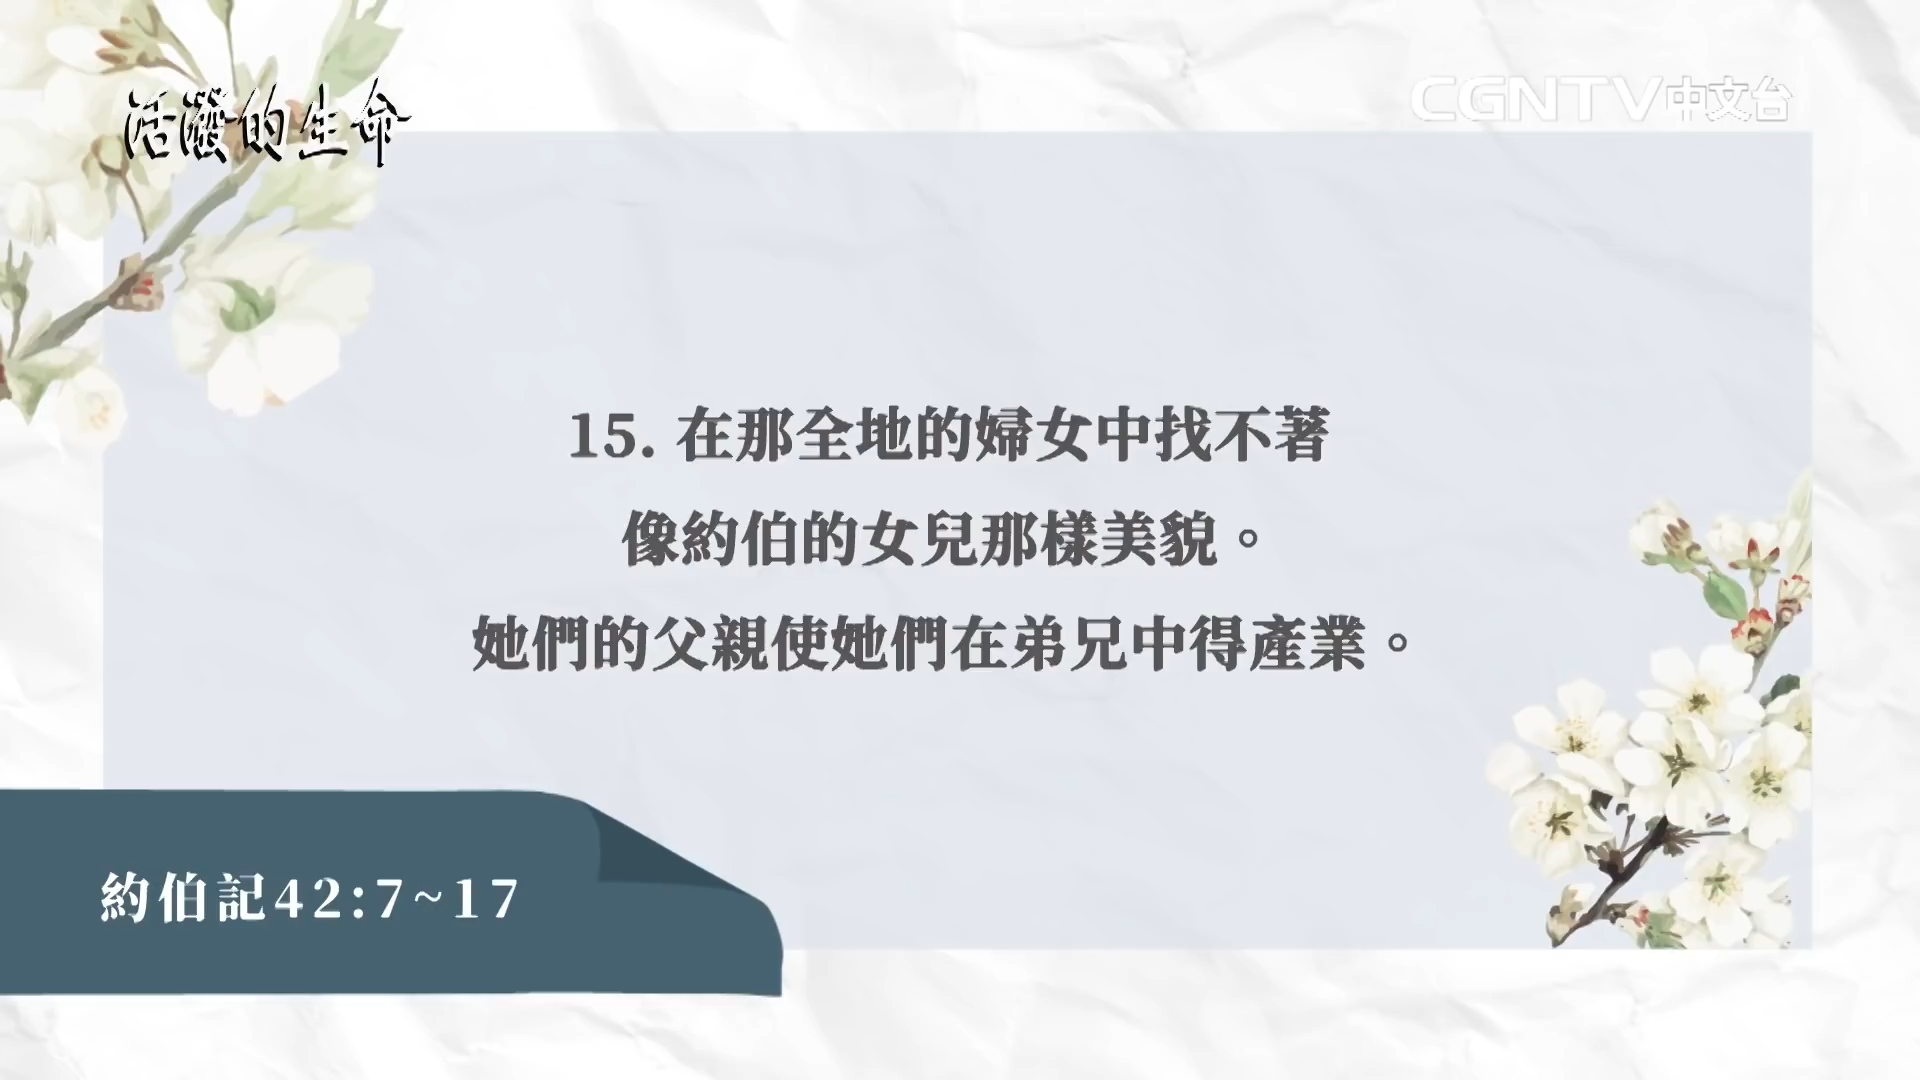 活潑的生命
CGNTV中文台
15. 在那全地的婦女中找不著
像約伯的女兒那樣美貌。
她們的父親使她們在弟兄中得產業。
約伯記42:7~17